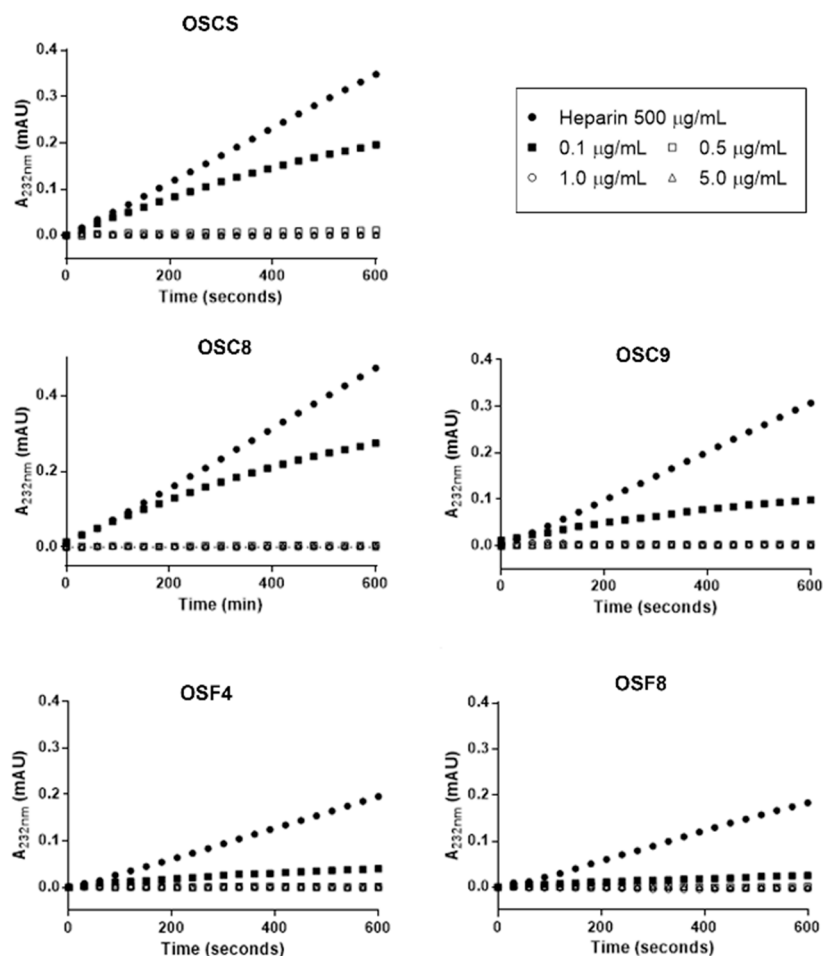 OSCS
0.4
0.3
0.2
0.1
0.0
A232nm (mAU)
0 200 400 600
Time (seconds)
● Heparin 500 μg/mL
■ 0.1 μg/mL □ 0.5 μg/mL
○ 1.0 μg/mL △ 5.0 μg/mL
OSC8
0.4
0.2
0.0
A232nm (mAU)
0 200 400 600
Time (min)
OSC9
0.4
0.3
0.2
0.1
0.0
A232nm (mAU)
0 200 400 600
Time (seconds)
OSF4
0.4
0.3
0.2
0.1
0.0
A232nm (mAU)
0 200 400 600
Time (seconds)
OSF8
0.4
0.3
0.2
0.1
0.0
A232nm (mAU)
0 200 400 600
Time (seconds)